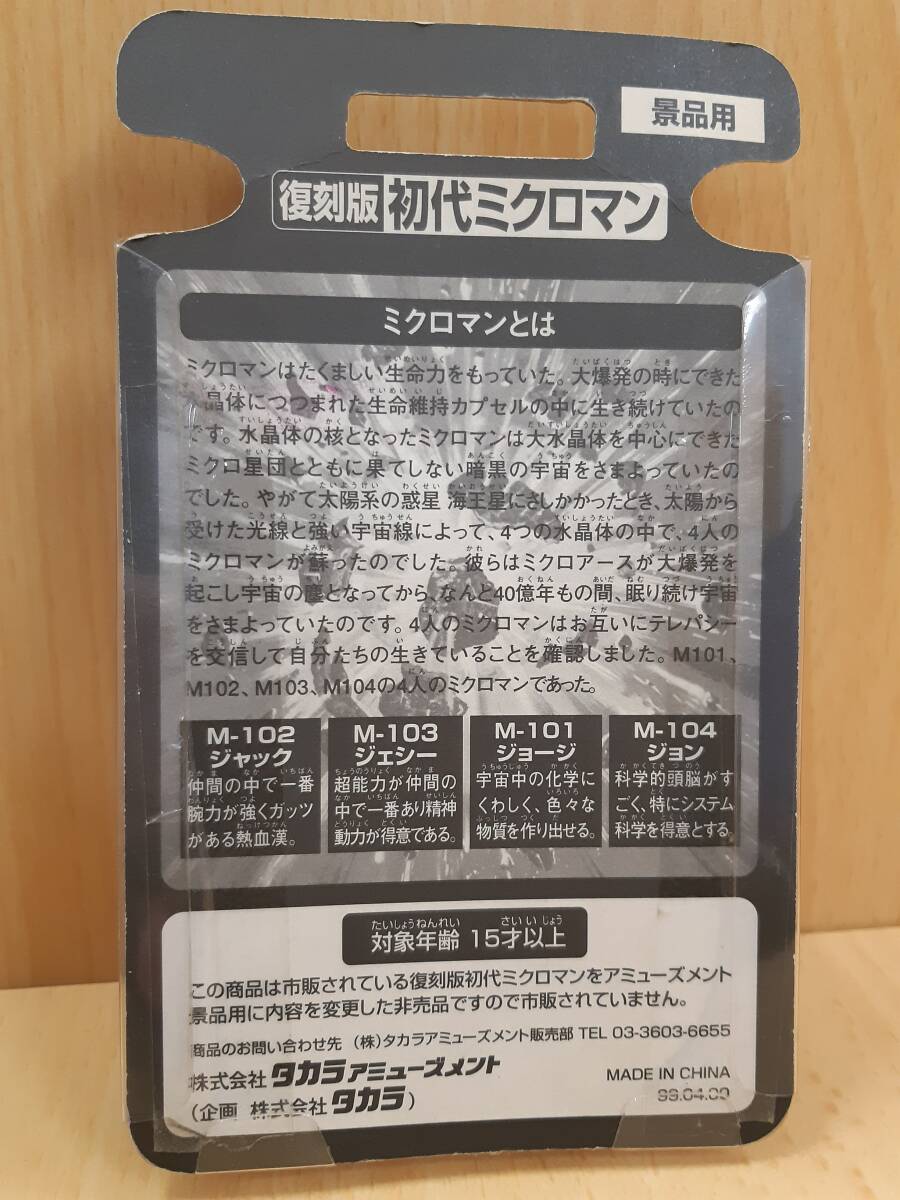 景品用
復刻版 初代ミクロマン
ミクロマンとは
ミクロマンはたくましい生命力をもっていた。大爆発の時にできた
晶体につつまれた生命維持カプセルの中に生き続けていたの
です。水晶体の核となったミクロマンは大水晶体を中心にできた
ミクロ星団とともに果てしない暗黒の宇宙をさまよっていたの
でした。やがて太陽系の惑星 海王星にさしかかったとき、太陽から
受けた光線と強い宇宙線によって、4つの水晶体の中で、4人の
ミクロマンが蘇ったのでした。彼らはミクロアースが大爆発を
起こし宇宙の塵となってから、なんと40億年もの間、眠り続け宇宙
をさまよっていたのです。4人のミクロマンはお互いにテレパシー
を交信して自分たちの生きていることを確認しました。M101、
M102、M103、M104の4人のミクロマンであった。
M-102
ジャック
仲間の中で一番
腕力が強くガッツ
がある熱血漢。
M-103
ジェシー
超能力が仲間の
中で一番あり精神
動力が得意である。
M-101
ジョージ
宇宙中の化学に
くわしく、色々な
物質を作り出せる。
M-104
ジョン
科学的頭脳がす
ごく、特にシステム
科学を得意とする。
対象年齢 15才以上
この商品は市販されている復刻版初代ミクロマンをアミューズメント
景品用に内容を変更した非売品ですので市販されていません。
商品のお問い合わせ先 (株)タカラアミューズメント販売部 TEL 03-3603-6655
株式会社 タカラアミューズメント
(企画 株式会社 タカラ)
MADE IN CHINA